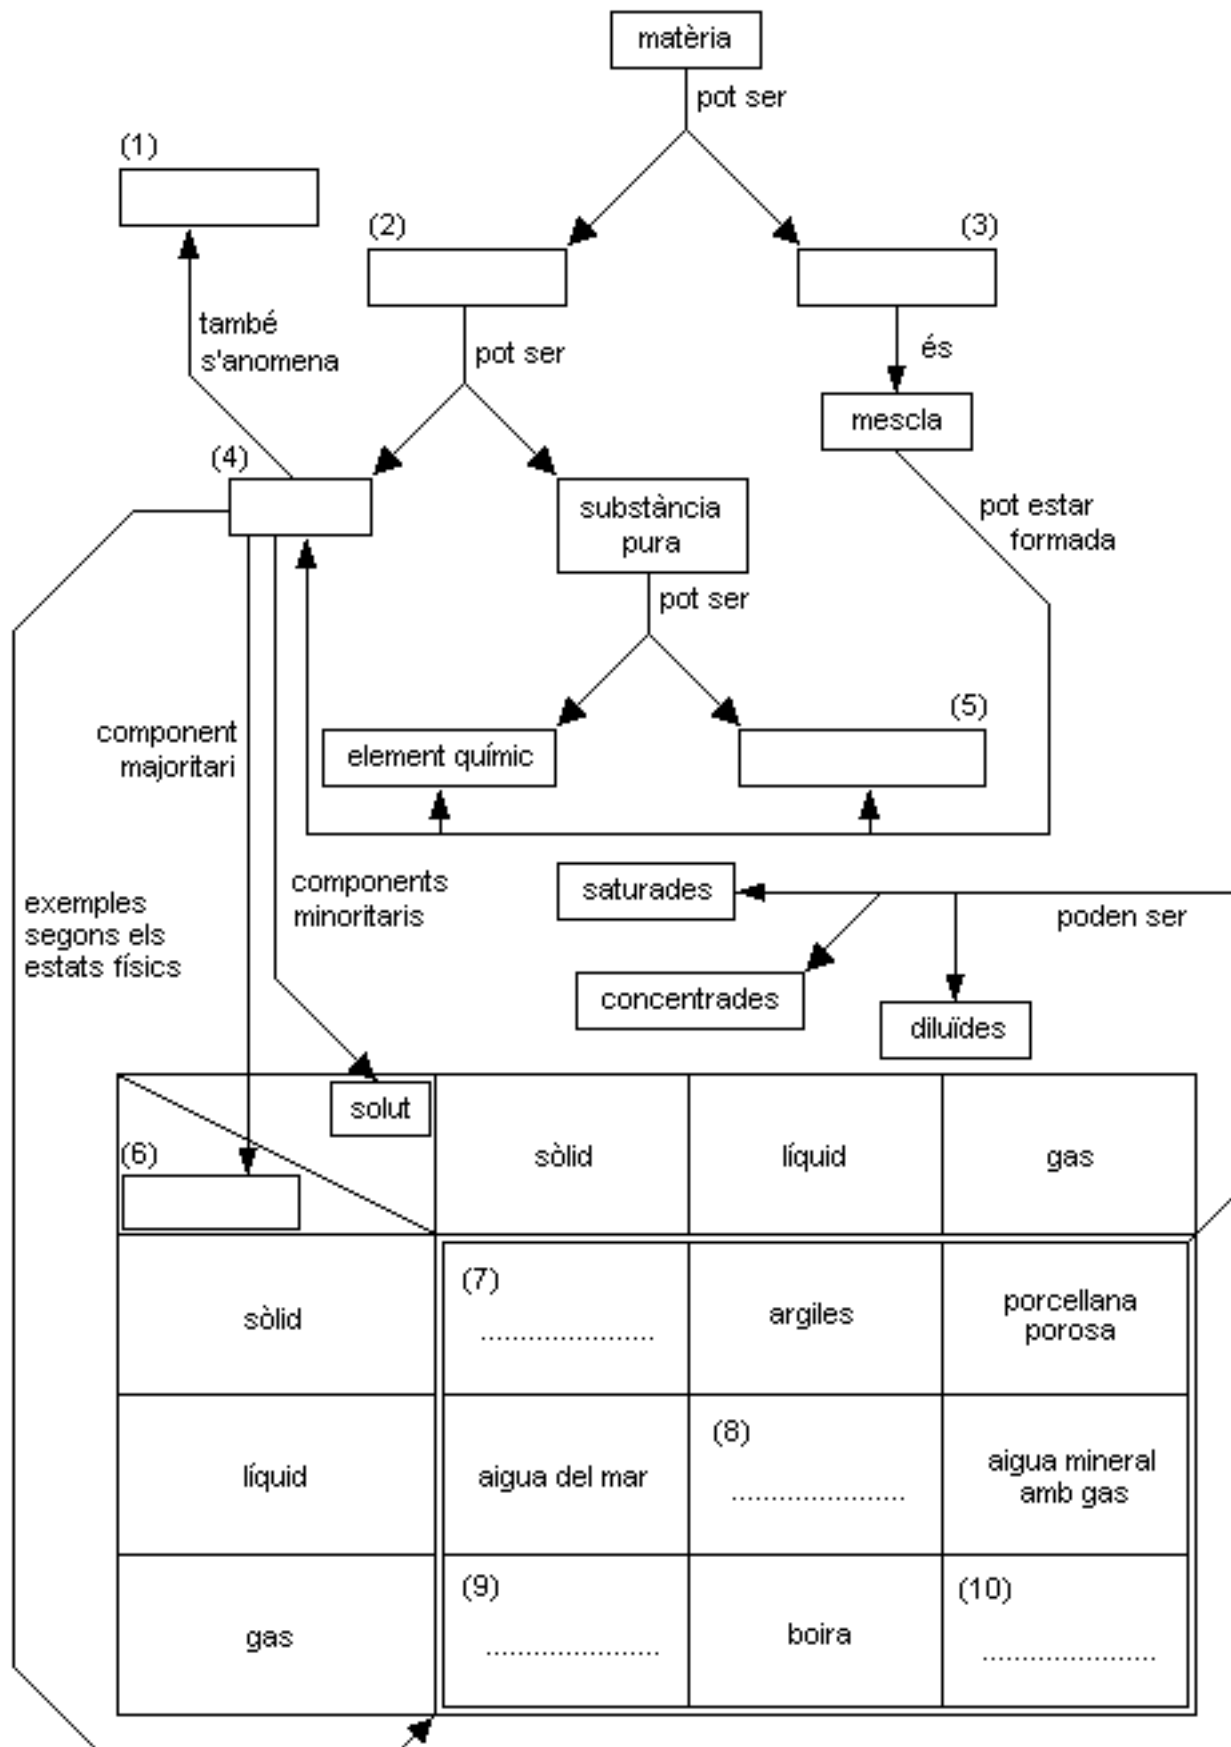 matèria
pot ser
(1)
(2)
(3)
també
s'anomena
pot ser
és
mescla
(4)
substància
pura
pot estar
formada
pot ser
component
majoritari
(5)
element químic
exemples
segons els
estats físics
components
minoritaris
saturades
poden ser
concentrades
diluïdes
solut
(6)
sòlid
líquid
gas
sòlid
(7)
....................
argiles
porcellana
porosa
líquid
aigua del mar
(8)
....................
aigua mineral
amb gas
gas
(9)
....................
boira
(10)
....................